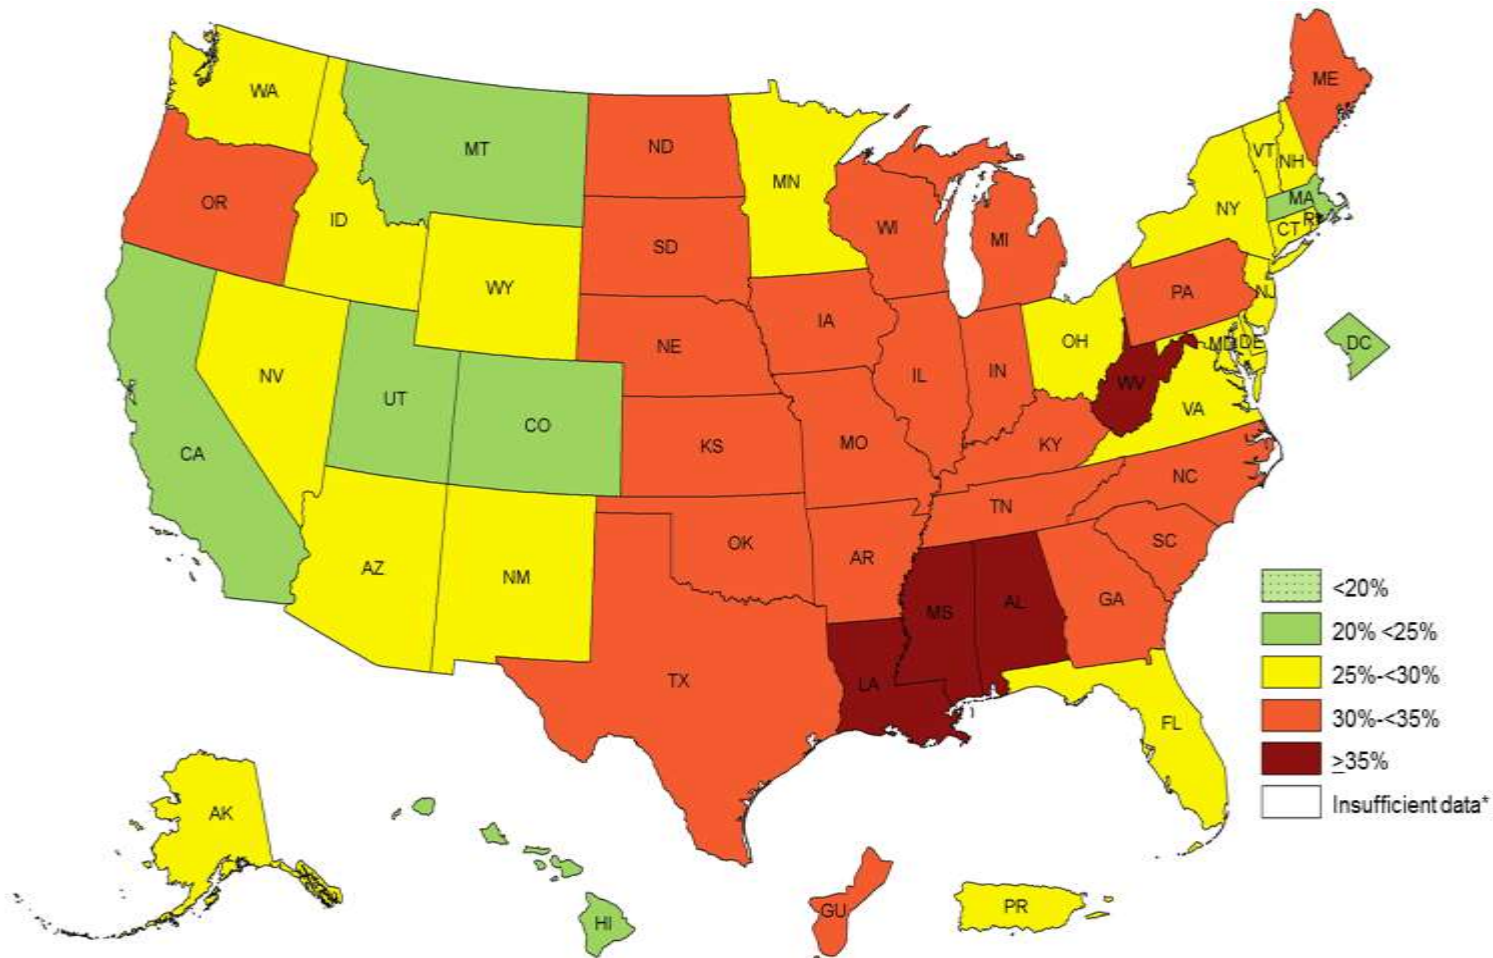 WA
MT
ND
MN
ME
VT
NH
OR
ID
SD
WI
MI
NY
MA
CT
RI
WY
IA
PA
NJ
NE
OH
MD
DE
DC
NV
UT
CO
IL
IN
WV
VA
CA
KS
MO
KY
NC
TN
AZ
NM
OK
AR
SC
MS
AL
GA
TX
LA
FL
<20%
20% <25%
25%-<30%
30%-<35%
≥35%
Insufficient data*
AK
HI
GU
PR